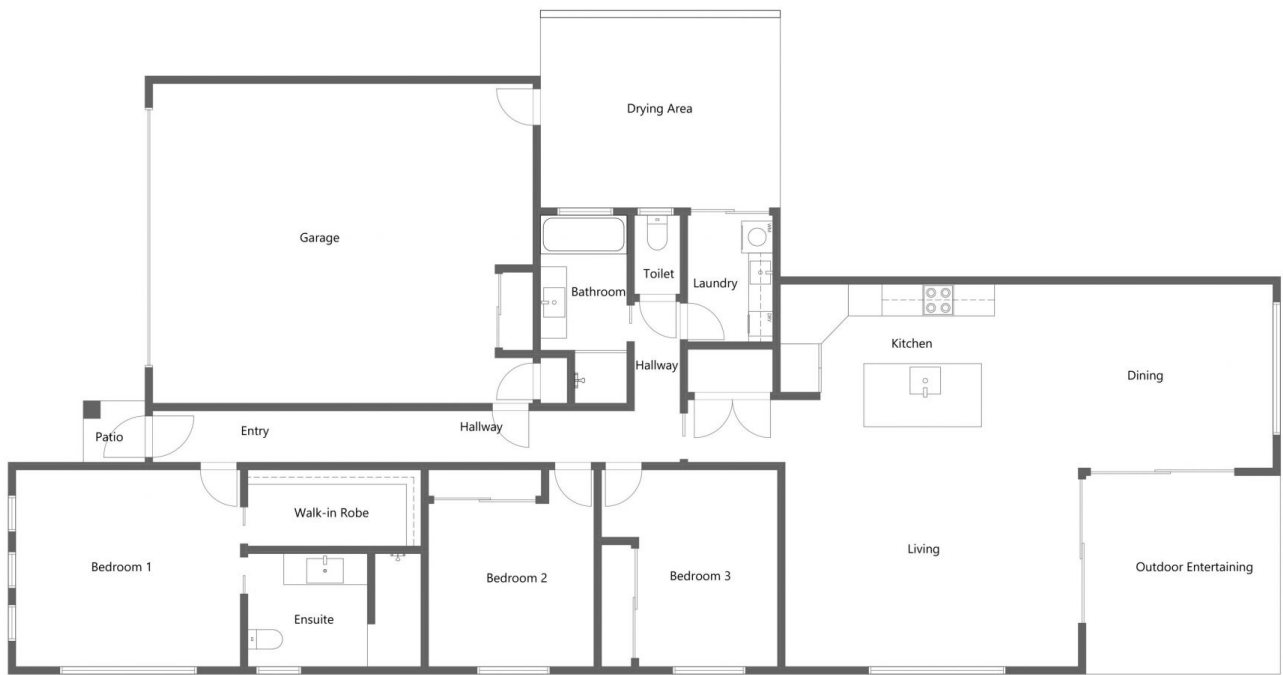 Drying Area
Garage
Toilet
Laundry
Bathroom
Kitchen
Hallway
Dining
Patio
Entry
Hallway
Walk-in Robe
Living
Bedroom 1
Outdoor Entertaining
Bedroom 2
Bedroom 3
Ensuite